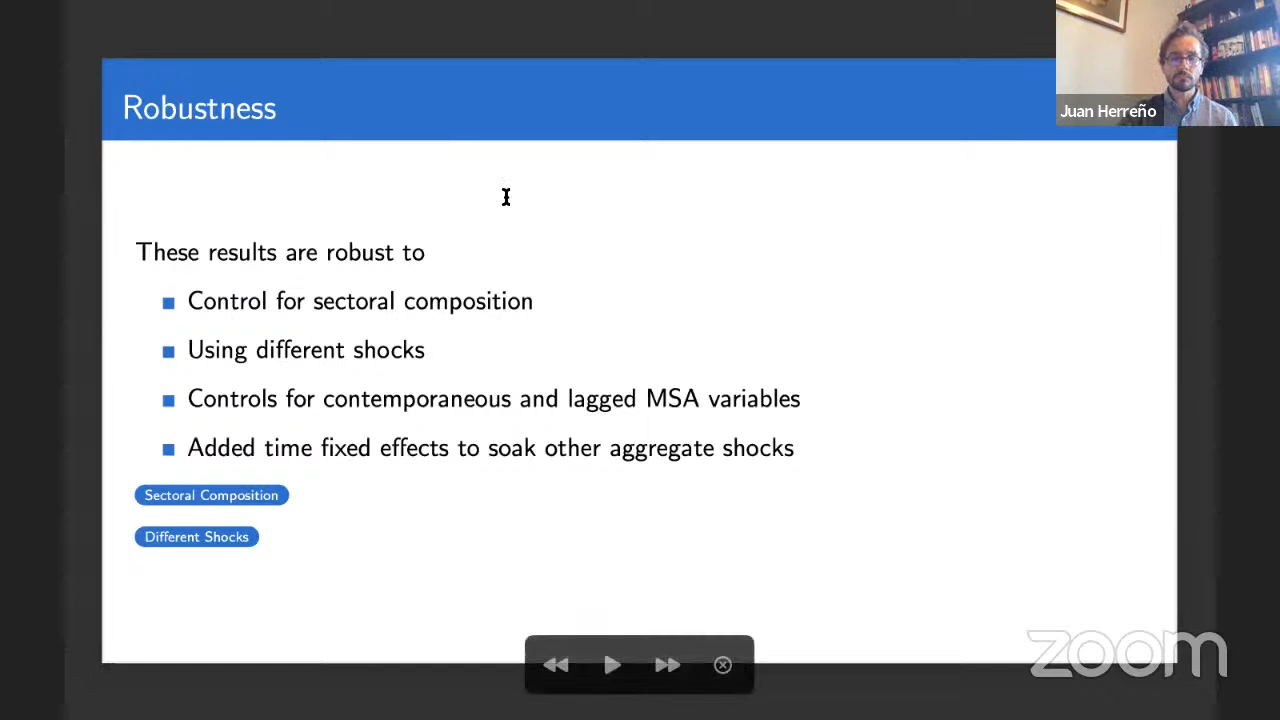 Robustness
Juan Herreño
These results are robust to
Control for sectoral composition
Using different shocks
Controls for contemporaneous and lagged MSA variables
Added time fixed effects to soak other aggregate shocks
Sectoral Composition
Different Shocks
zoom